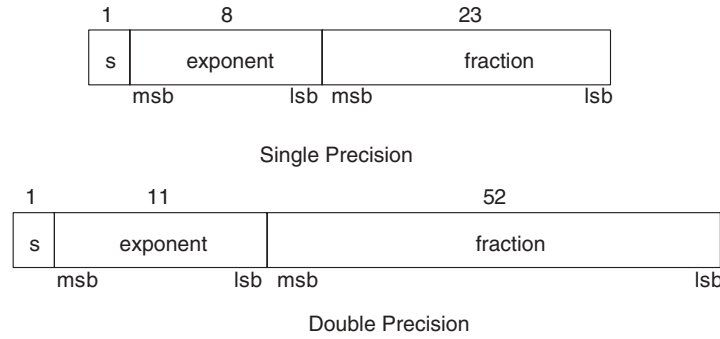 1 8 23
s exponent fraction
msb lsb msb lsb
Single Precision
1 11 52
s exponent fraction
msb lsb msb lsb
Double Precision